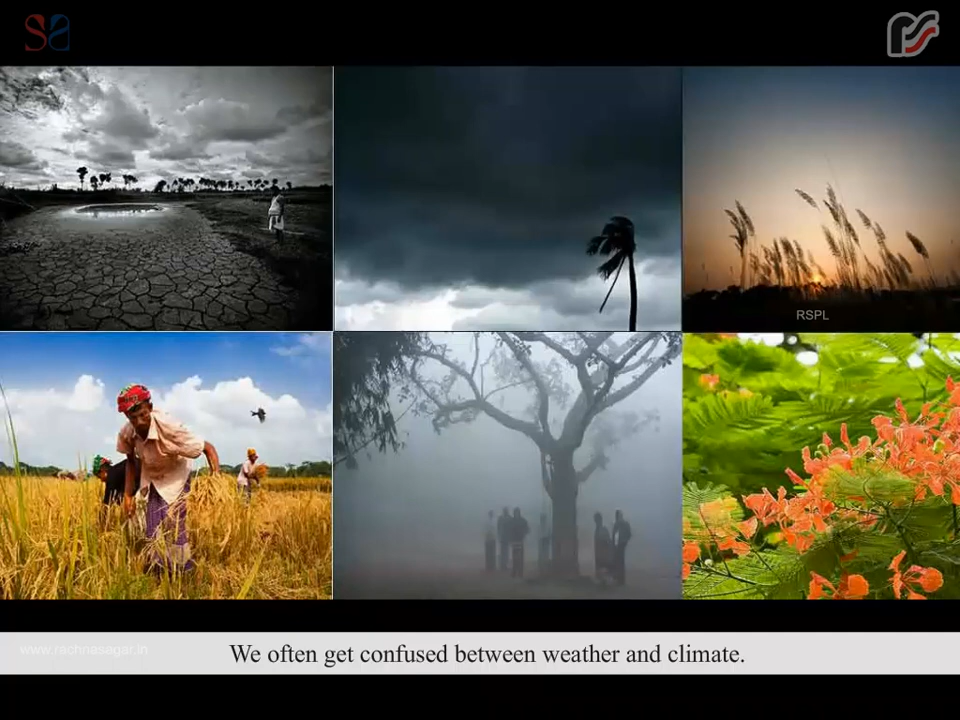 RSPL
www.rachnasagar.in
We often get confused between weather and climate.